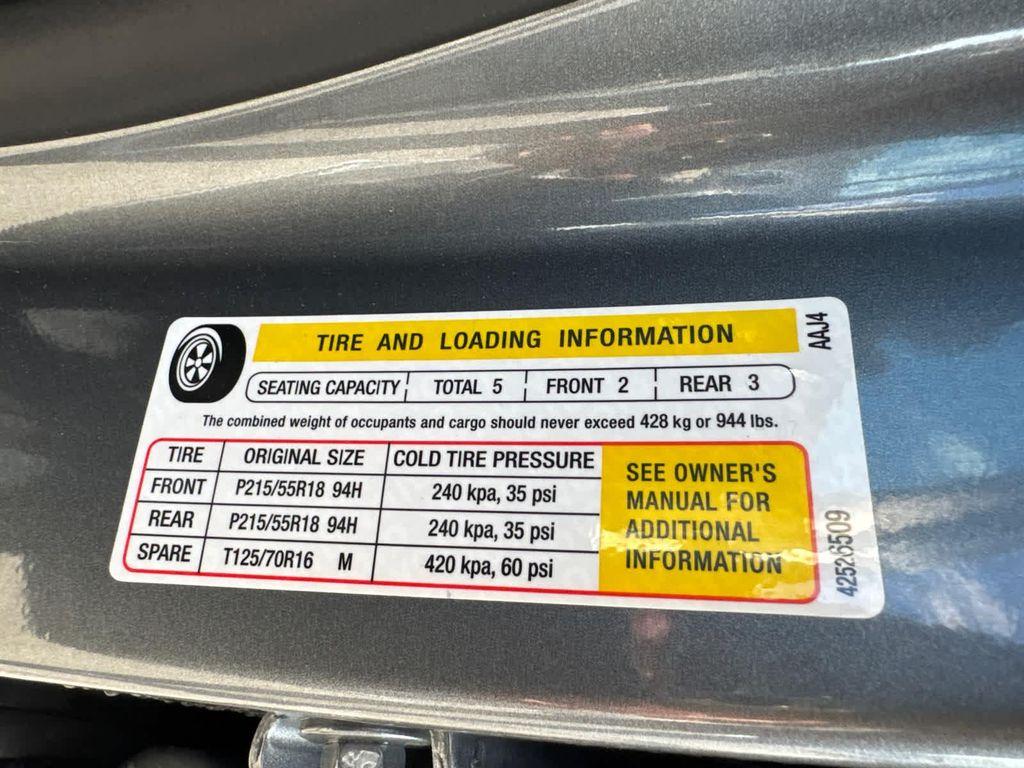 TIRE AND LOADING INFORMATION
SEATING CAPACITY TOTAL 5 FRONT 2 REAR 3
The combined weight of occupants and cargo should never exceed 428 kg or 944 lbs.
TIRE ORIGINAL SIZE COLD TIRE PRESSURE
FRONT P215/55R18 94H 240 kpa, 35 psi
REAR P215/55R18 94H 240 kpa, 35 psi
SPARE T125/70R16 M 420 kpa, 60 psi
SEE OWNER'S
MANUAL FOR
ADDITIONAL
INFORMATION
AAJ4
42526509